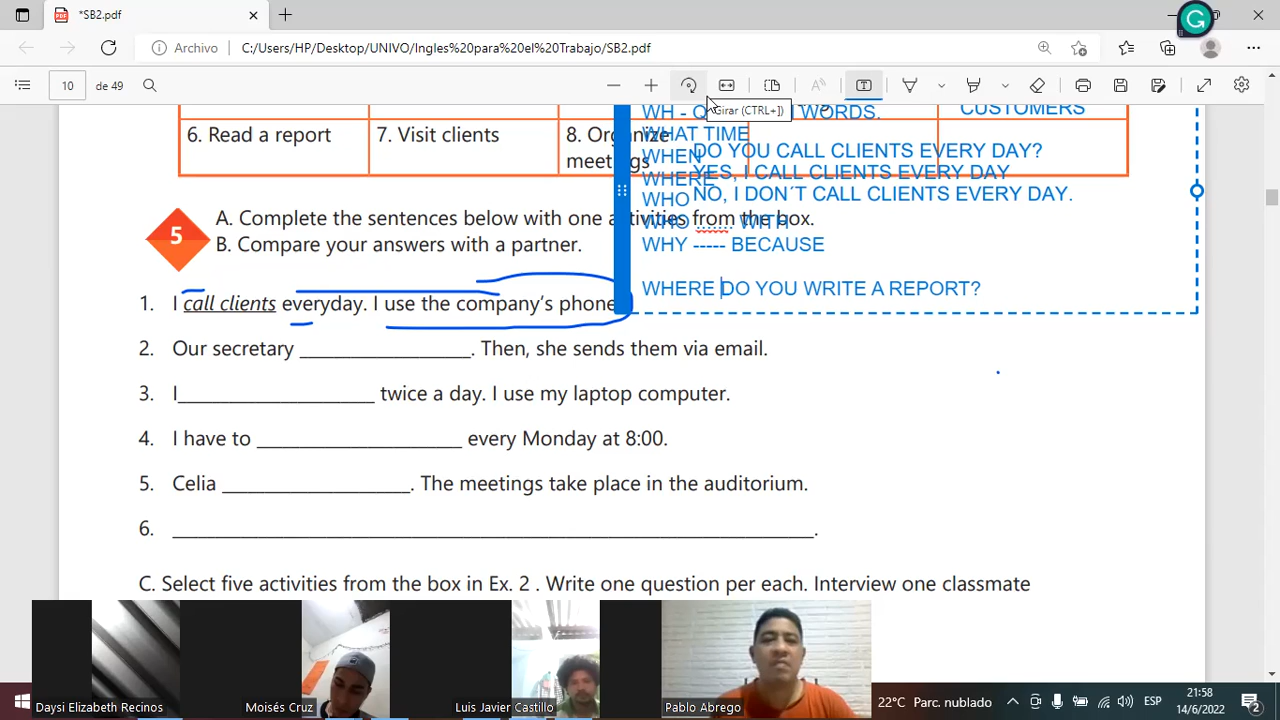 *SB2.pdf
Archivo C:/Users/HP/Desktop/UNIVO/Ingles%20para%20el%20Trabajo/SB2.pdf
10 de 49
Girar (CTRL+])
WH - Q WORDS. CUSTOMERS
6. Read a report 7. Visit clients 8. Organize meetings
WHAT TIME
WHEN
WHERE
WHO
WHO ....... WITH
WHY ----- BECAUSE
WHERE DO YOU WRITE A REPORT?
DO YOU CALL CLIENTS EVERY DAY?
YES, I CALL CLIENTS EVERY DAY
NO, I DON´T CALL CLIENTS EVERY DAY.
5
A. Complete the sentences below with one activities from the box.
B. Compare your answers with a partner.
1. I call clients everyday. I use the company's phone
2. Our secretary __________________. Then, she sends them via email.
3. I_____________________ twice a day. I use my laptop computer.
4. I have to ______________________ every Monday at 8:00.
5. Celia ____________________. The meetings take place in the auditorium.
6. ____________________________________________________________________.
C. Select five activities from the box in Ex. 2 . Write one question per each. Interview one classmate
Daysi Elizabeth Recinos Moisés Cruz Luis Javier Castillo Pablo Abrego
22°C Parc. nublado ESP 21:58
14/6/2022 2